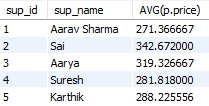 sup_id sup_name AVG(p.price)
1 Aarav Sharma 271.366667
2 Sai 342.672000
3 Aarya 319.326667
4 Suresh 281.818000
5 Karthik 288.225556